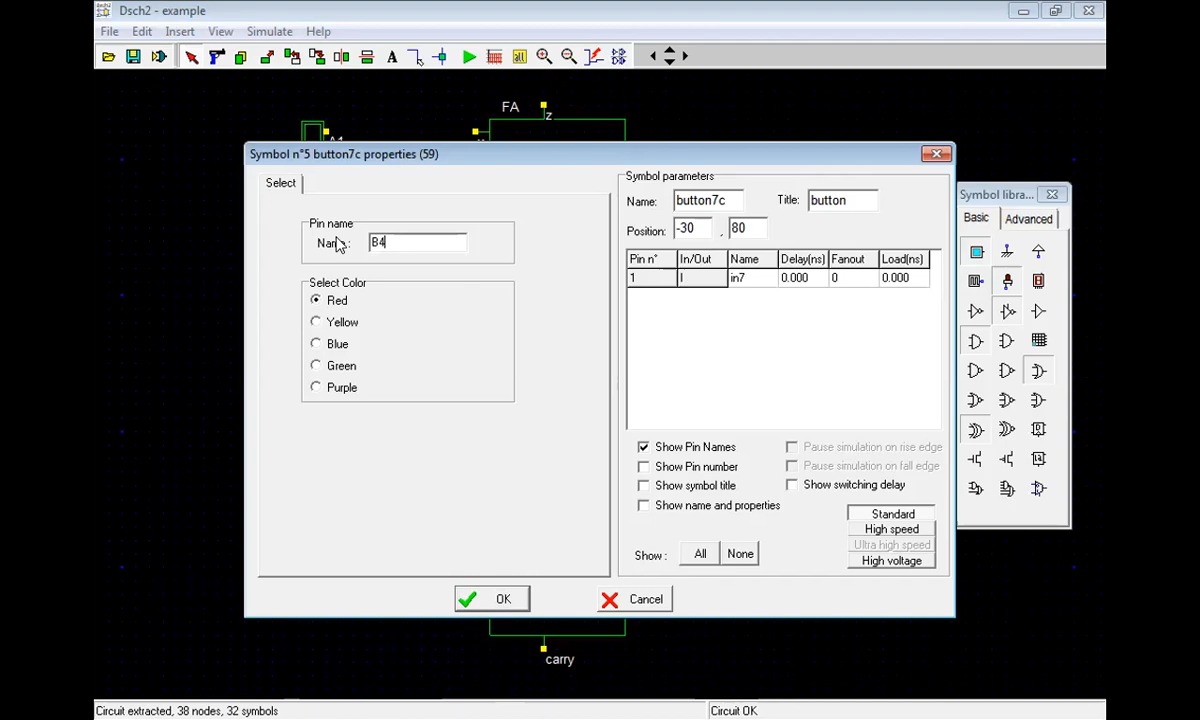 Dsch2 - example
File Edit Insert View Simulate Help
A
FA
z
Symbol n°5 button7c properties (59)
Select
Pin name
Name: B4
Select Color
Red
Yellow
Blue
Green
Purple
Symbol parameters
Name: button7c Title: button
Position: -30 , 80
Pin n° In/Out Name Delay(ns) Fanout Load(ns)
1 I in7 0.000 0 0.000
Show Pin Names
Show Pin number
Show symbol title
Show name and properties
Pause simulation on rise edge
Pause simulation on fall edge
Show switching delay
Standard
High speed
Ultra high speed
High voltage
Show : All None
OK Cancel
Symbol libra...
Basic Advanced
carry
Circuit extracted, 38 nodes, 32 symbols
Circuit OK